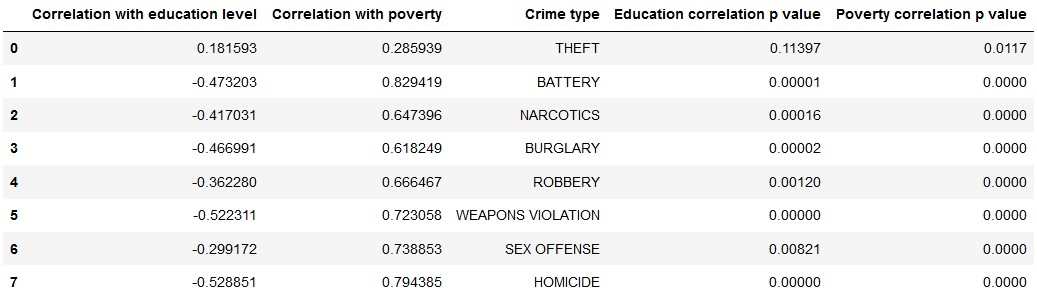 Correlation with education level Correlation with poverty Crime type Education correlation p value Poverty correlation p value
0 0.181593 0.285939 THEFT 0.11397 0.0117
1 -0.473203 0.829419 BATTERY 0.00001 0.0000
2 -0.417031 0.647396 NARCOTICS 0.00016 0.0000
3 -0.466991 0.618249 BURGLARY 0.00002 0.0000
4 -0.362280 0.666467 ROBBERY 0.00120 0.0000
5 -0.522311 0.723058 WEAPONS VIOLATION 0.00000 0.0000
6 -0.299172 0.738853 SEX OFFENSE 0.00821 0.0000
7 -0.528851 0.794385 HOMICIDE 0.00000 0.0000